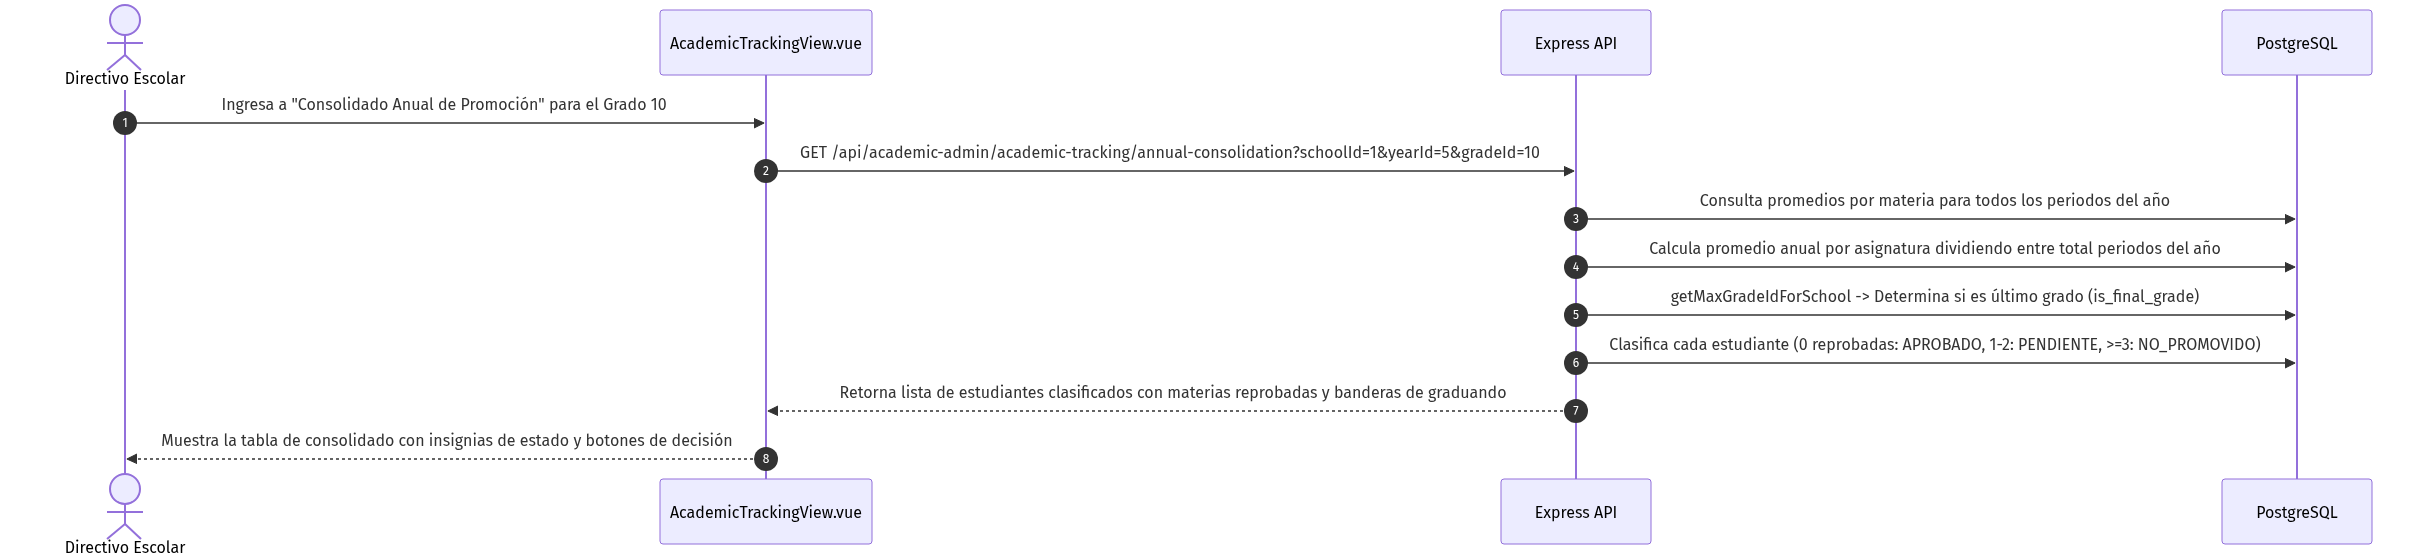 Directivo Escolar
AcademicTrackingView.vue
Express API
PostgreSQL
Ingresa a "Consolidado Anual de Promoción" para el Grado 10
1
GET /api/academic-admin/academic-tracking/annual-consolidation?schoolId=1&yearId=5&gradeId=10
2
Consulta promedios por materia para todos los periodos del año
3
Calcula promedio anual por asignatura dividiendo entre total periodos del año
4
getMaxGradeIdForSchool -> Determina si es último grado (is_final_grade)
5
Clasifica cada estudiante (0 reprobadas: APROBADO, 1-2: PENDIENTE, >=3: NO_PROMOVIDO)
6
Retorna lista de estudiantes clasificados con materias reprobadas y banderas de graduando
7
Muestra la tabla de consolidado con insignias de estado y botones de decisión
8
Directivo Escolar
AcademicTrackingView.vue
Express API
PostgreSQL